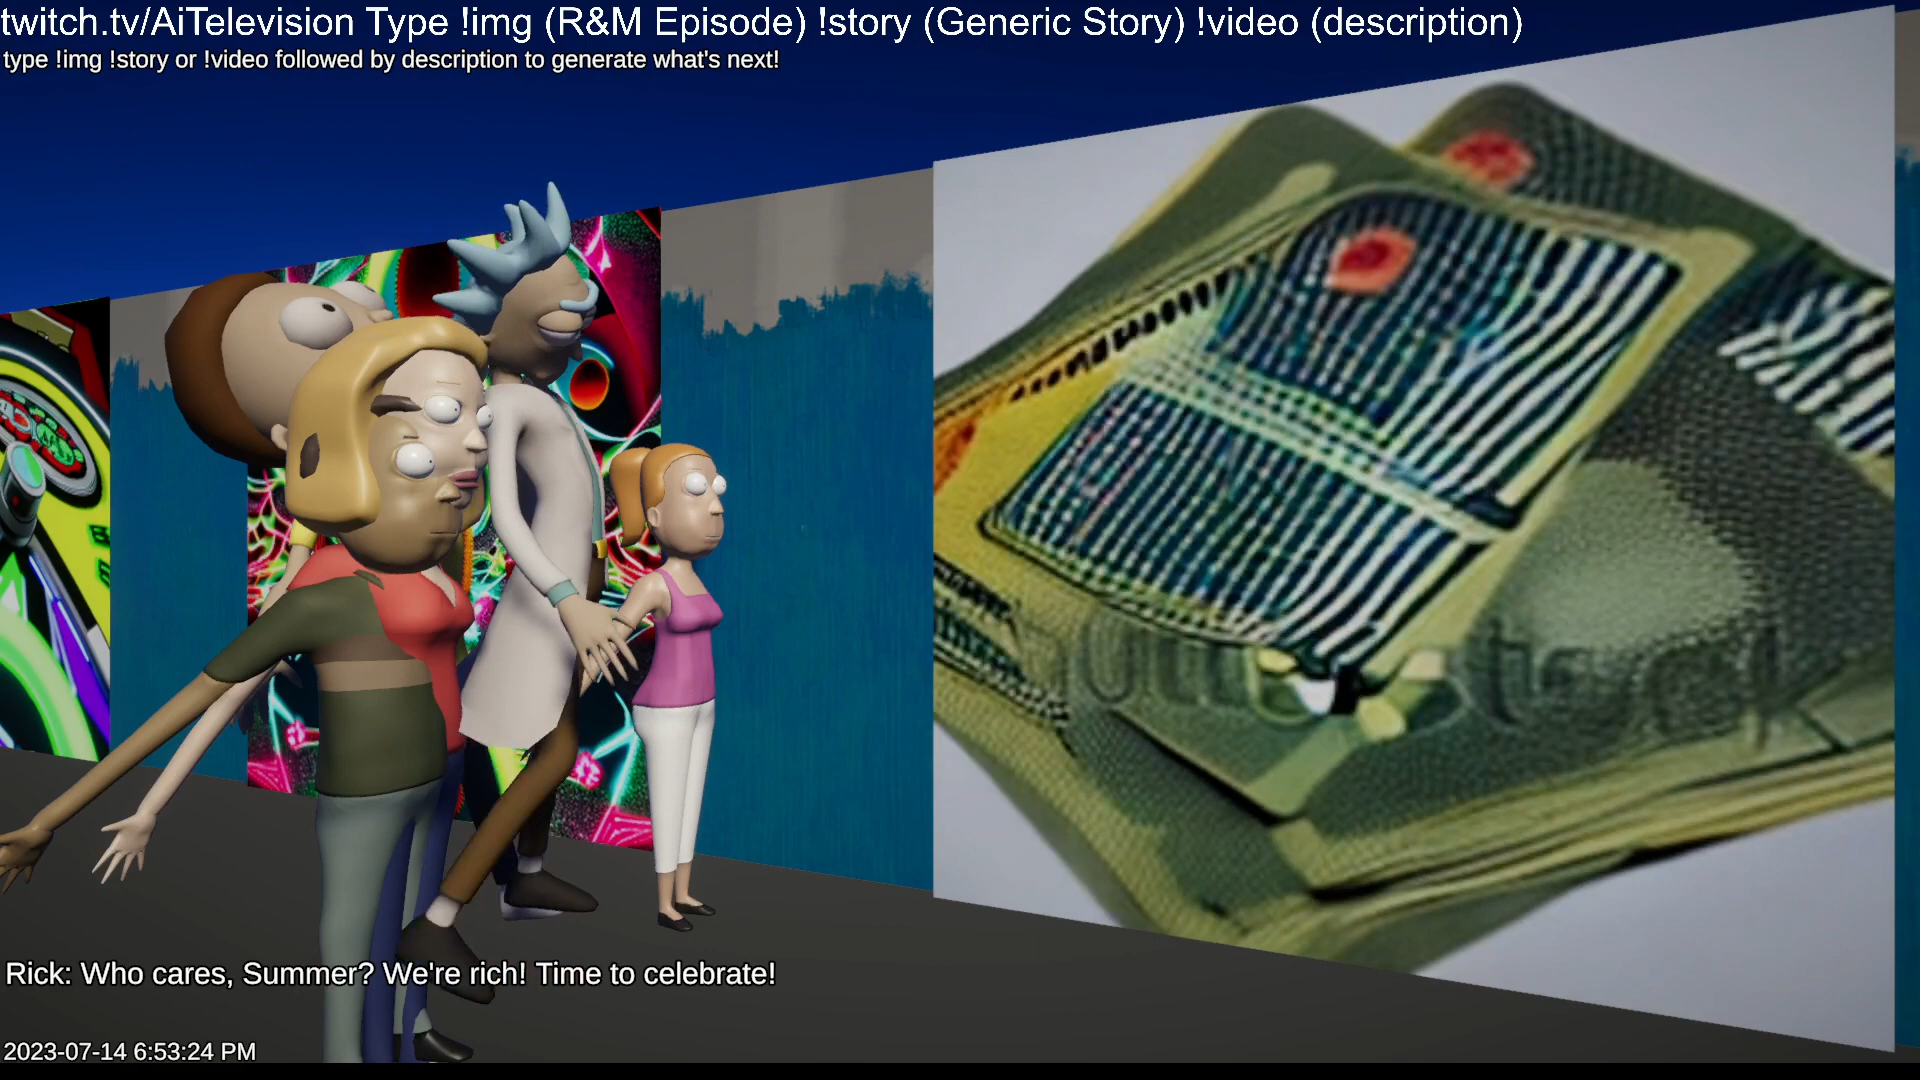 twitch.tv/AiTelevision Type !img (R&M Episode) !story (Generic Story) !video (description)
type !img !story or !video followed by description to generate what's next!
Rick: Who cares, Summer? We're rich! Time to celebrate!
2023-07-14 6:53:24 PM